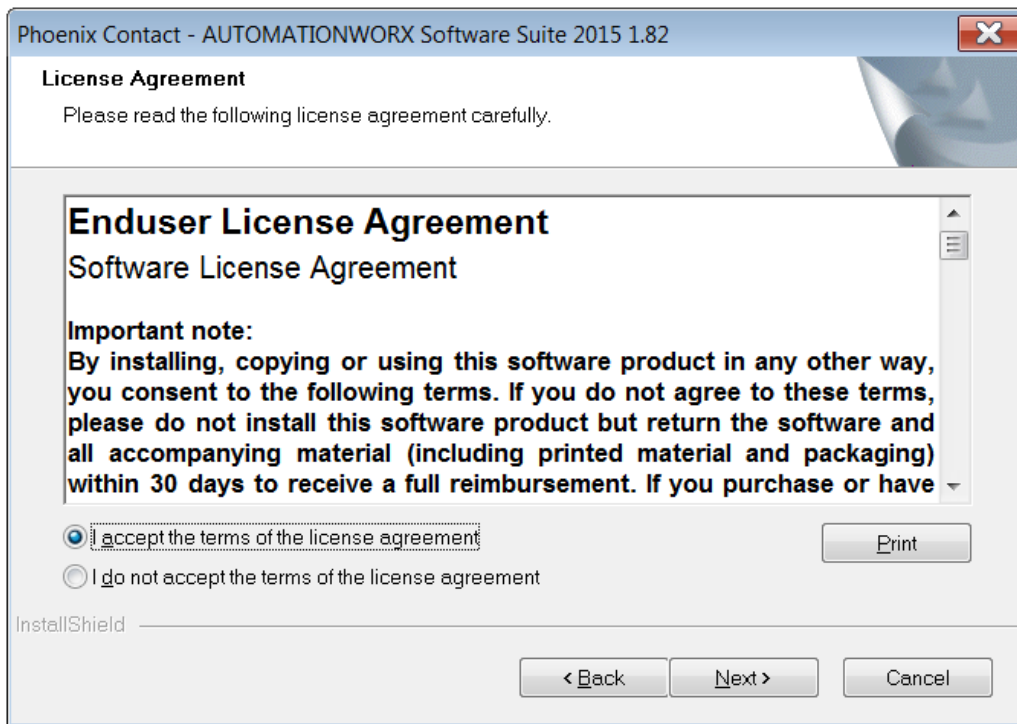 Phoenix Contact - AUTOMATIONWORX Software Suite 2015 1.82
License Agreement
Please read the following license agreement carefully.
Enduser License Agreement
Software License Agreement
Important note:
By installing, copying or using this software product in any other way,
you consent to the following terms. If you do not agree to these terms,
please do not install this software product but return the software and
all accompanying material (including printed material and packaging)
within 30 days to receive a full reimbursement. If you purchase or have
I accept the terms of the license agreement
Print
I do not accept the terms of the license agreement
InstallShield
< Back
Next >
Cancel